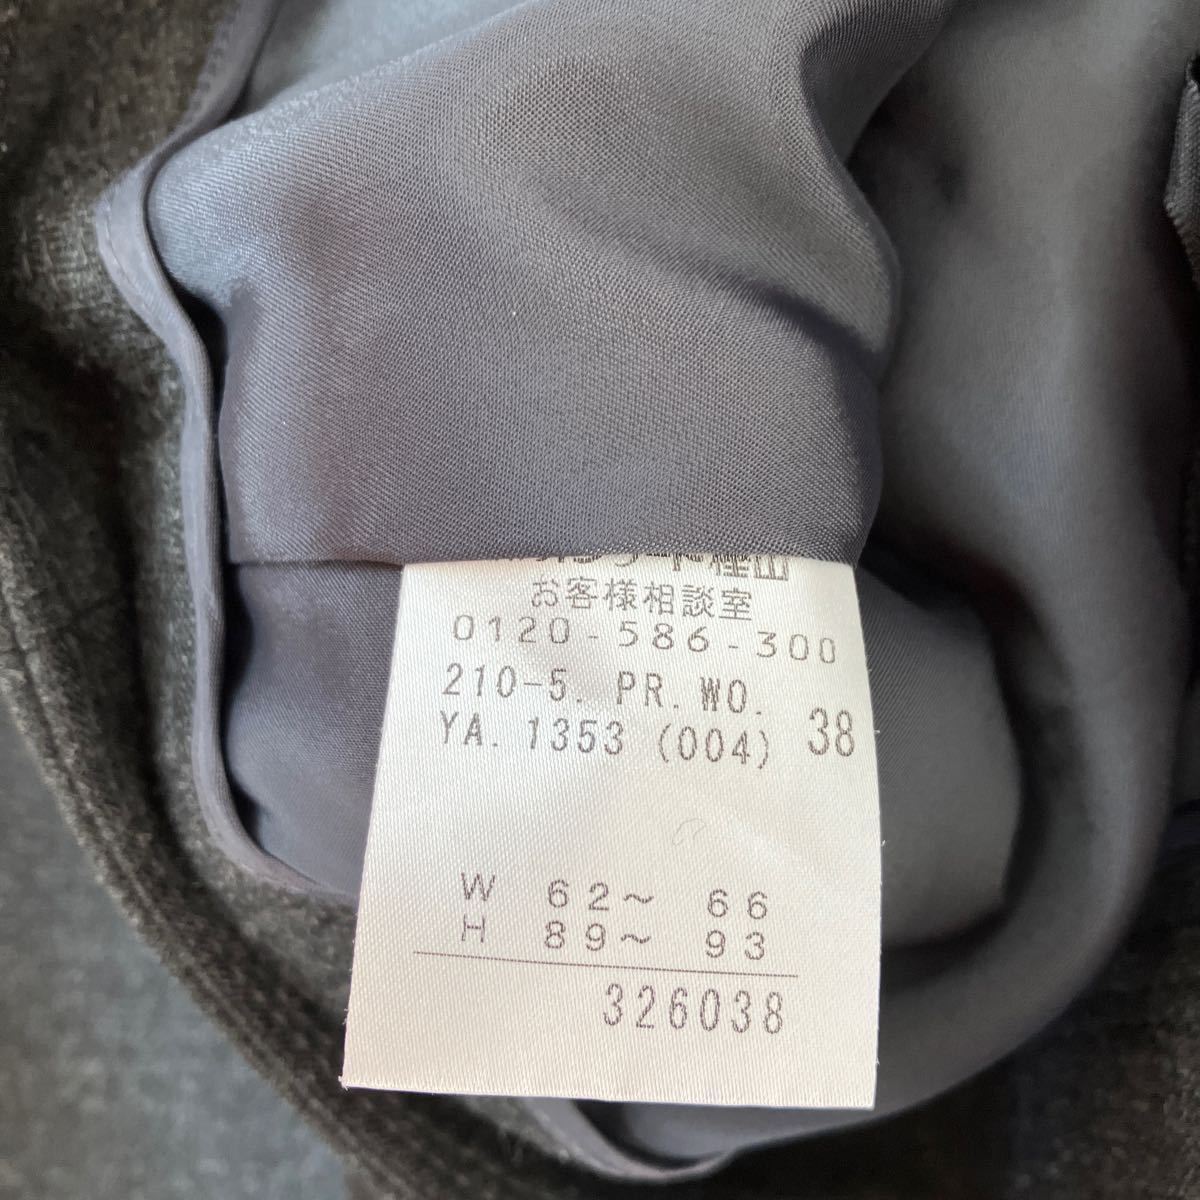 お客様相談室
0120-586-300
210-5. PR. WO.
YA. 1353 (004) 38
W 62~ 66
H 89~ 93
326038